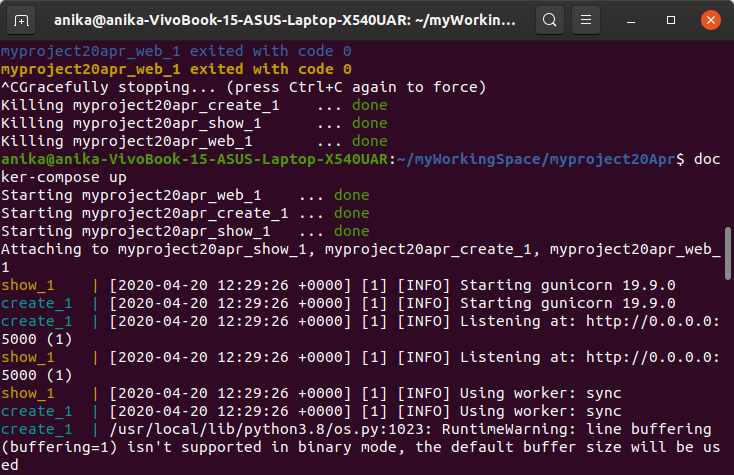 anika@anika-VivoBook-15-ASUS-Laptop-X540UAR: ~/myWorkin...
myproject20apr_web_1 exited with code 0
myproject20apr_web_1 exited with code 0
^CGracefully stopping... (press Ctrl+C again to force)
Killing myproject20apr_create_1    ... done
Killing myproject20apr_show_1      ... done
Killing myproject20apr_web_1       ... done
anika@anika-VivoBook-15-ASUS-Laptop-X540UAR:~/myWorkingSpace/myproject20Apr$ doc
ker-compose up
Starting myproject20apr_web_1    ... done
Starting myproject20apr_create_1 ... done
Starting myproject20apr_show_1   ... done
Attaching to myproject20apr_show_1, myproject20apr_create_1, myproject20apr_web_
1
show_1    | [2020-04-20 12:29:26 +0000] [1] [INFO] Starting gunicorn 19.9.0
create_1  | [2020-04-20 12:29:26 +0000] [1] [INFO] Starting gunicorn 19.9.0
create_1  | [2020-04-20 12:29:26 +0000] [1] [INFO] Listening at: http://0.0.0.0:
5000 (1)
show_1    | [2020-04-20 12:29:26 +0000] [1] [INFO] Listening at: http://0.0.0.0:
5000 (1)
show_1    | [2020-04-20 12:29:26 +0000] [1] [INFO] Using worker: sync
create_1  | [2020-04-20 12:29:26 +0000] [1] [INFO] Using worker: sync
create_1  | /usr/local/lib/python3.8/os.py:1023: RuntimeWarning: line buffering
(buffering=1) isn't supported in binary mode, the default buffer size will be us
ed